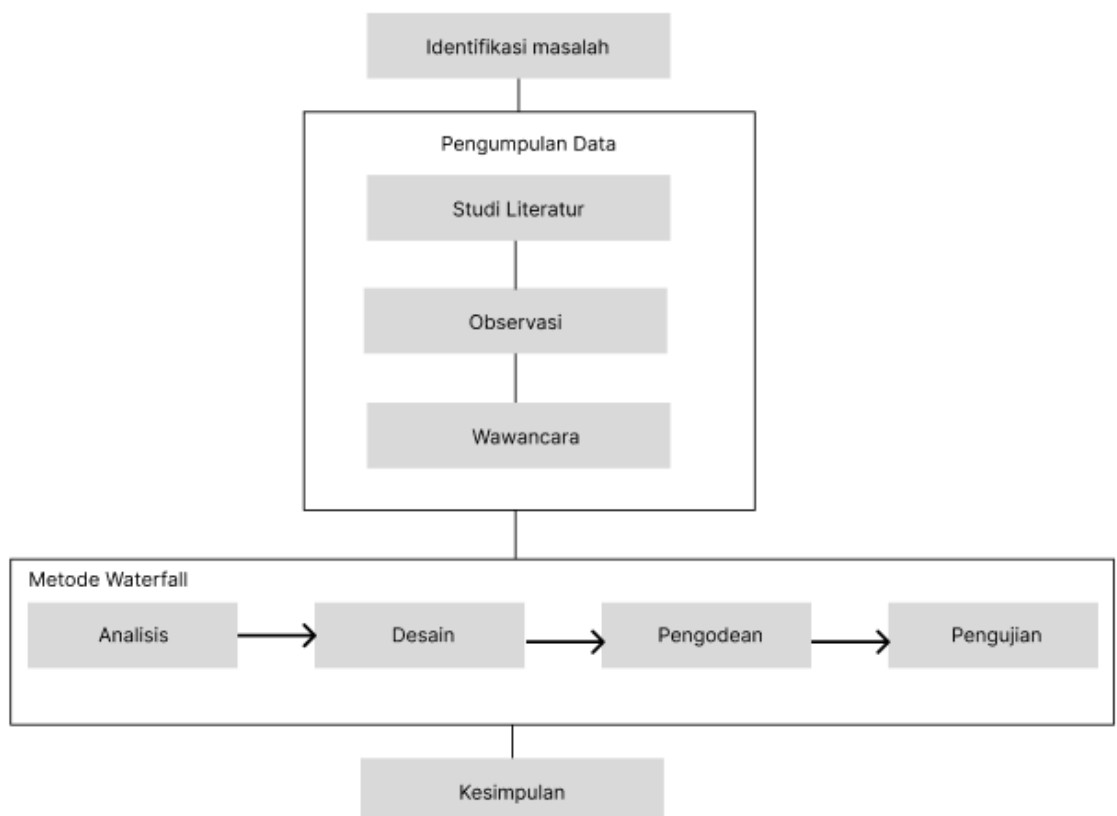 Identifikasi masalah
Pengumpulan Data
Studi Literatur
Observasi
Wawancara
Metode Waterfall
Analisis
Desain
Pengodean
Pengujian
Kesimpulan